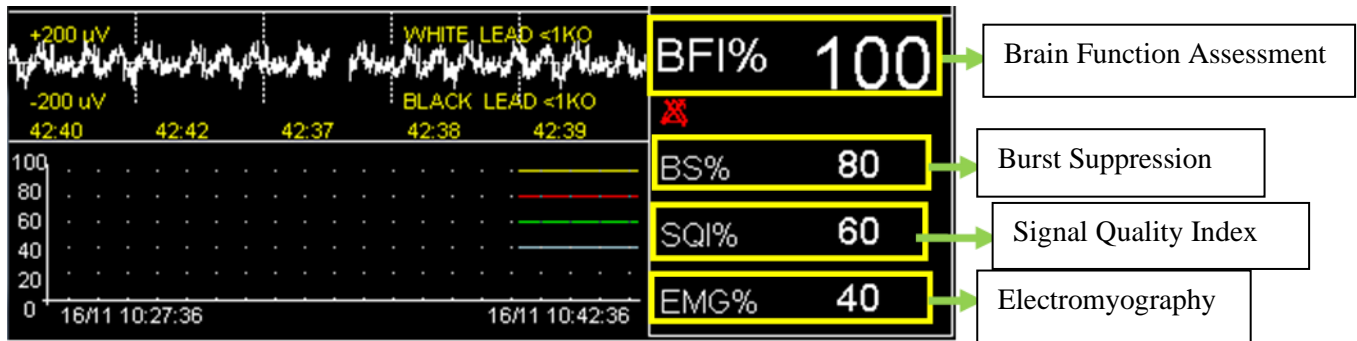 +200 uV WHITE LEAD <1KO
-200 uV BLACK LEAD <1KO
42:40 42:42 42:37 42:38 42:39
100
80
60
40
20
0
16/11 10:27:36 16/11 10:42:36
BFI% 100
BS% 80
SQI% 60
EMG% 40
Brain Function Assessment
Burst Suppression
Signal Quality Index
Electromyography